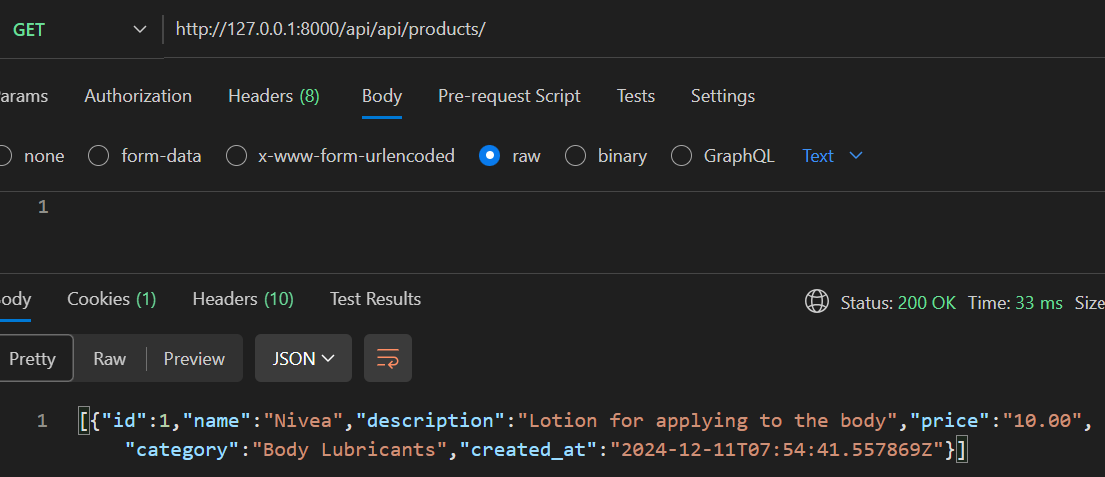 GET http://127.0.0.1:8000/api/api/products/
arams Authorization Headers (8) Body Pre-request Script Tests Settings
none form-data x-www-form-urlencoded raw binary GraphQL Text
1
ody Cookies (1) Headers (10) Test Results Status: 200 OK Time: 33 ms Size
Pretty Raw Preview JSON
1 [{"id":1,"name":"Nivea","description":"Lotion for applying to the body","price":"10.00",
"category":"Body Lubricants","created_at":"2024-12-11T07:54:41.557869Z"}]